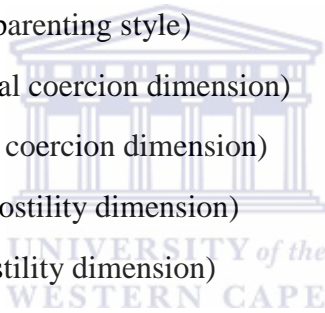 parenting style)
al coercion dimension)
coercion dimension)
ostility dimension)
UNIVERSITY of the
stility dimension)
WESTERN CAPE